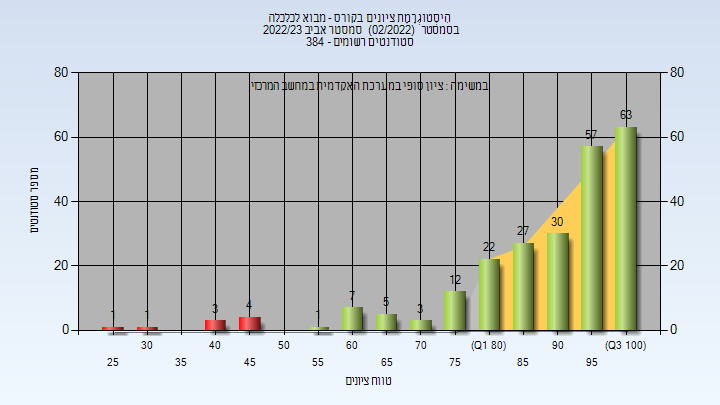 היסטוגרמת ציונים בקורס - מבוא לכלכלה
בסמסטר (02/2022) סמסטר אביב 2022/23
סטודנטים רשומים - 384
במשימה : ציון סופי במערכת האקדמית במחשב המרכזי
מספר סטודנטים
80 80
60 60
40 40
20 20
0 0
1 1 3 4 1 7 5 3 12 22 27 30 57 63
30 40 50 60 70 (Q1 80) 90 (Q3 100)
25 35 45 55 65 75 85 95
טווח ציונים